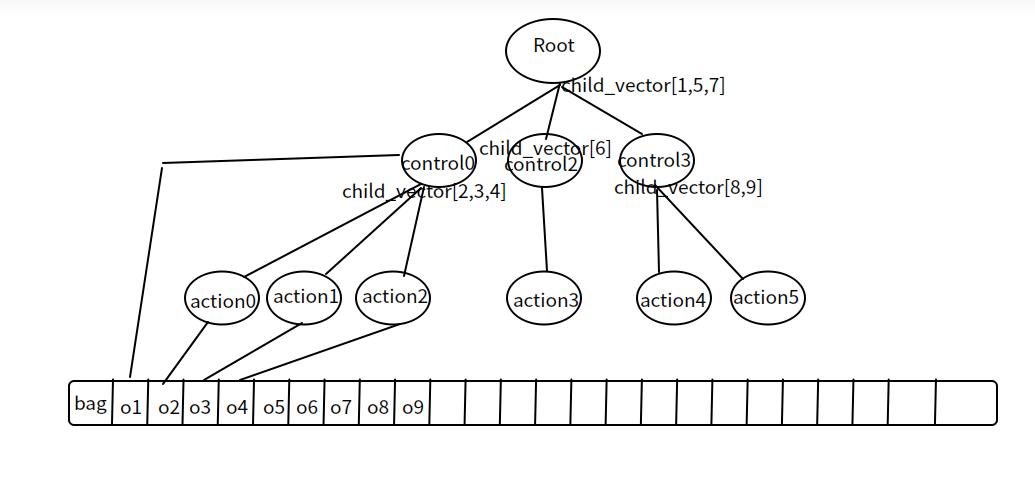 Root
child_vector[1,5,7]
control0
child_vector[6]
control2
control3
child_vector[2,3,4]
child_vector[8,9]
action0
action1
action2
action3
action4
action5
bag o1 o2 o3 o4 o5 o6 o7 o8 o9